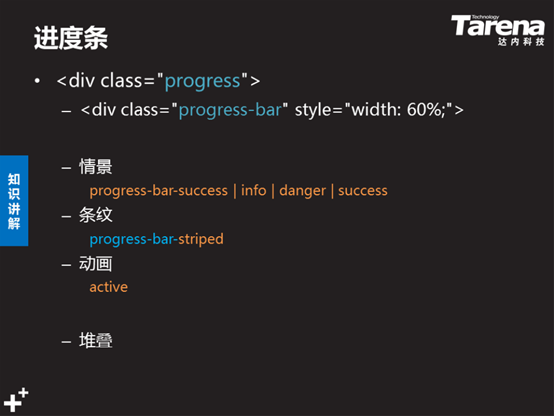 进度条
Technology
Tarena
达内科技
• <div class="progress">
– <div class="progress-bar" style="width: 60%;">
– 情景
progress-bar-success | info | danger | success
– 条纹
progress-bar-striped
– 动画
active
– 堆叠
知识讲解